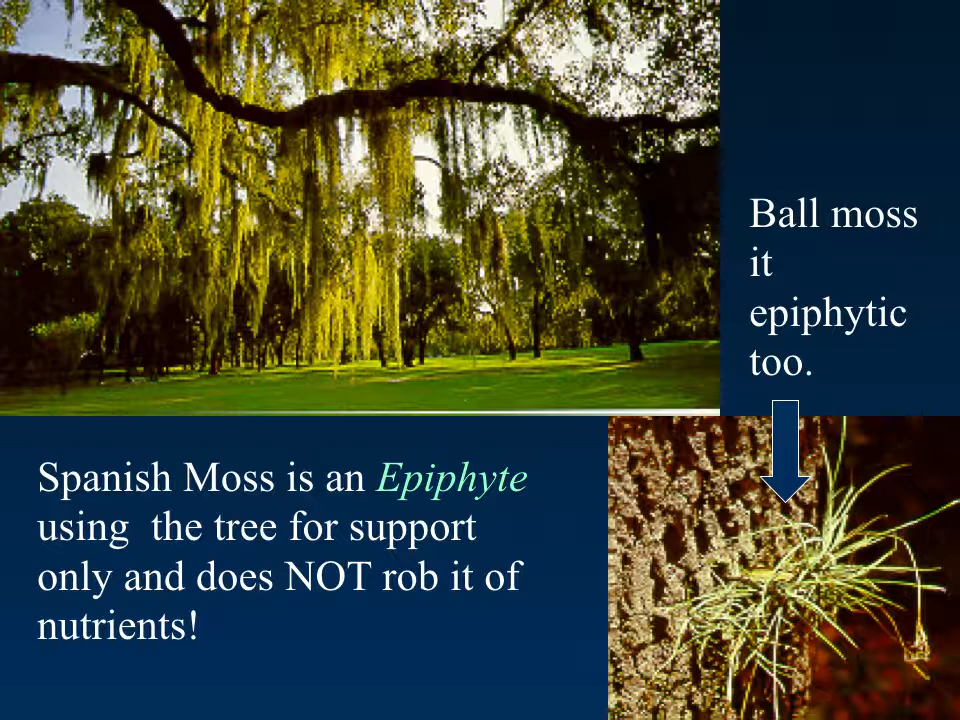 Ball moss
it
epiphytic
too.
Spanish Moss is an Epiphyte
using  the tree for support
only and does NOT rob it of
nutrients!